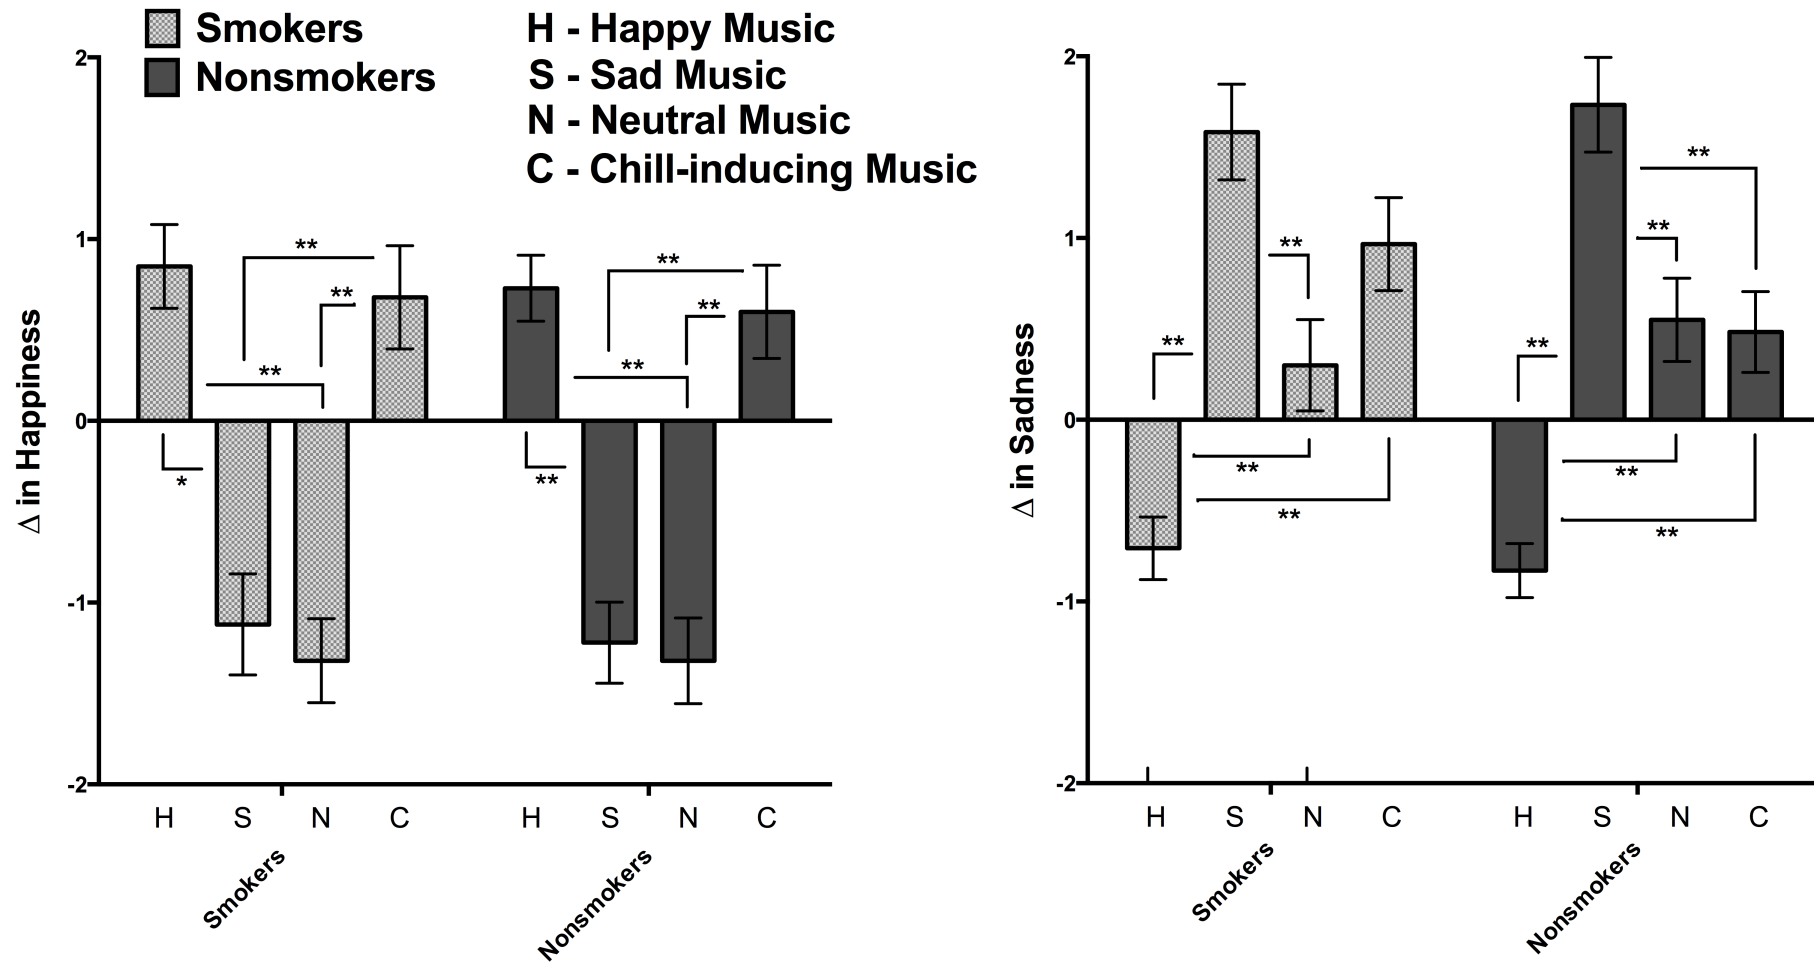 Smokers
Nonsmokers
H - Happy Music
S - Sad Music
N - Neutral Music
C - Chill-inducing Music
Δ in Happiness
2
1
0
-1
-2
**
**
**
*
**
**
**
**
H S N C H S N C
Smokers Nonsmokers
Δ in Sadness
2
1
0
-1
-2
**
**
**
**
**
**
**
**
**
H S N C H S N C
Smokers Nonsmokers